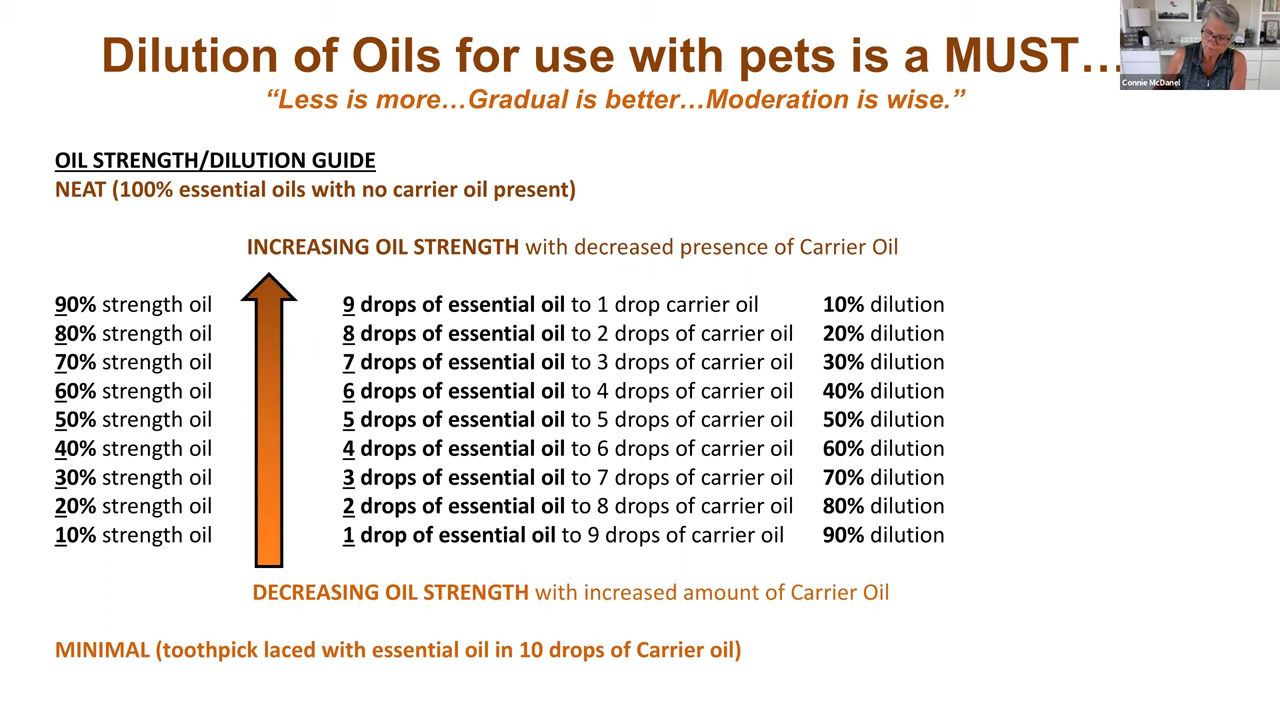 Dilution of Oils for use with pets is a MUST…
“Less is more…Gradual is better…Moderation is wise.”
Connie McDanel
OIL STRENGTH/DILUTION GUIDE
NEAT (100% essential oils with no carrier oil present)
INCREASING OIL STRENGTH with decreased presence of Carrier Oil
90% strength oil 9 drops of essential oil to 1 drop carrier oil 10% dilution
80% strength oil 8 drops of essential oil to 2 drops of carrier oil 20% dilution
70% strength oil 7 drops of essential oil to 3 drops of carrier oil 30% dilution
60% strength oil 6 drops of essential oil to 4 drops of carrier oil 40% dilution
50% strength oil 5 drops of essential oil to 5 drops of carrier oil 50% dilution
40% strength oil 4 drops of essential oil to 6 drops of carrier oil 60% dilution
30% strength oil 3 drops of essential oil to 7 drops of carrier oil 70% dilution
20% strength oil 2 drops of essential oil to 8 drops of carrier oil 80% dilution
10% strength oil 1 drop of essential oil to 9 drops of carrier oil 90% dilution
DECREASING OIL STRENGTH with increased amount of Carrier Oil
MINIMAL (toothpick laced with essential oil in 10 drops of Carrier oil)